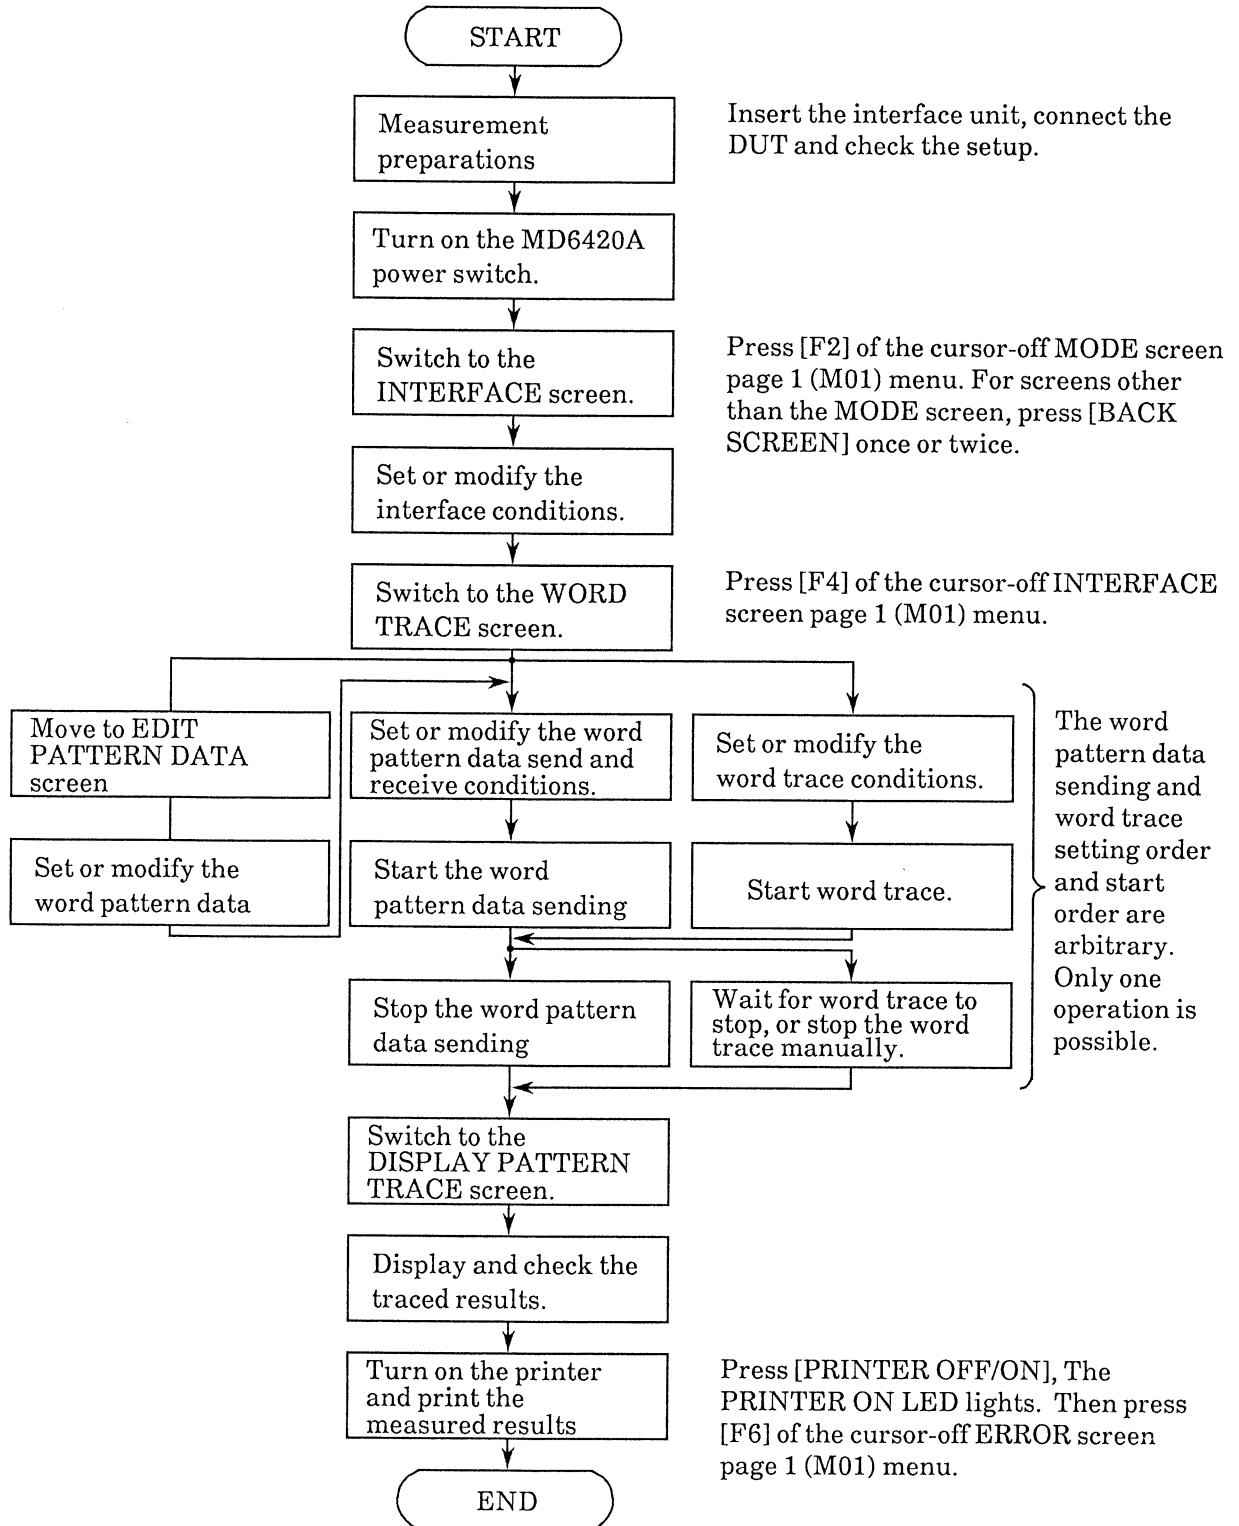 START
Measurement
preparations
Insert the interface unit, connect the
DUT and check the setup.
Turn on the MD6420A
power switch.
Switch to the
INTERFACE screen.
Press [F2] of the cursor-off MODE screen
page 1 (M01) menu. For screens other
than the MODE screen, press [BACK
SCREEN] once or twice.
Set or modify the
interface conditions.
Switch to the WORD
TRACE screen.
Press [F4] of the cursor-off INTERFACE
screen page 1 (M01) menu.
Move to EDIT
PATTERN DATA
screen
Set or modify the
word pattern data
Set or modify the word
pattern data send and
receive conditions.
Start the word
pattern data sending
Set or modify the
word trace conditions.
Start word trace.
Stop the word pattern
data sending
Wait for word trace to
stop, or stop the word
trace manually.
The word
pattern data
sending and
word trace
setting order
and start
order are
arbitrary.
Only one
operation is
possible.
Switch to the
DISPLAY PATTERN
TRACE screen.
Display and check the
traced results.
Turn on the printer
and print the
measured results
Press [PRINTER OFF/ON], The
PRINTER ON LED lights. Then press
[F6] of the cursor-off ERROR screen
page 1 (M01) menu.
END